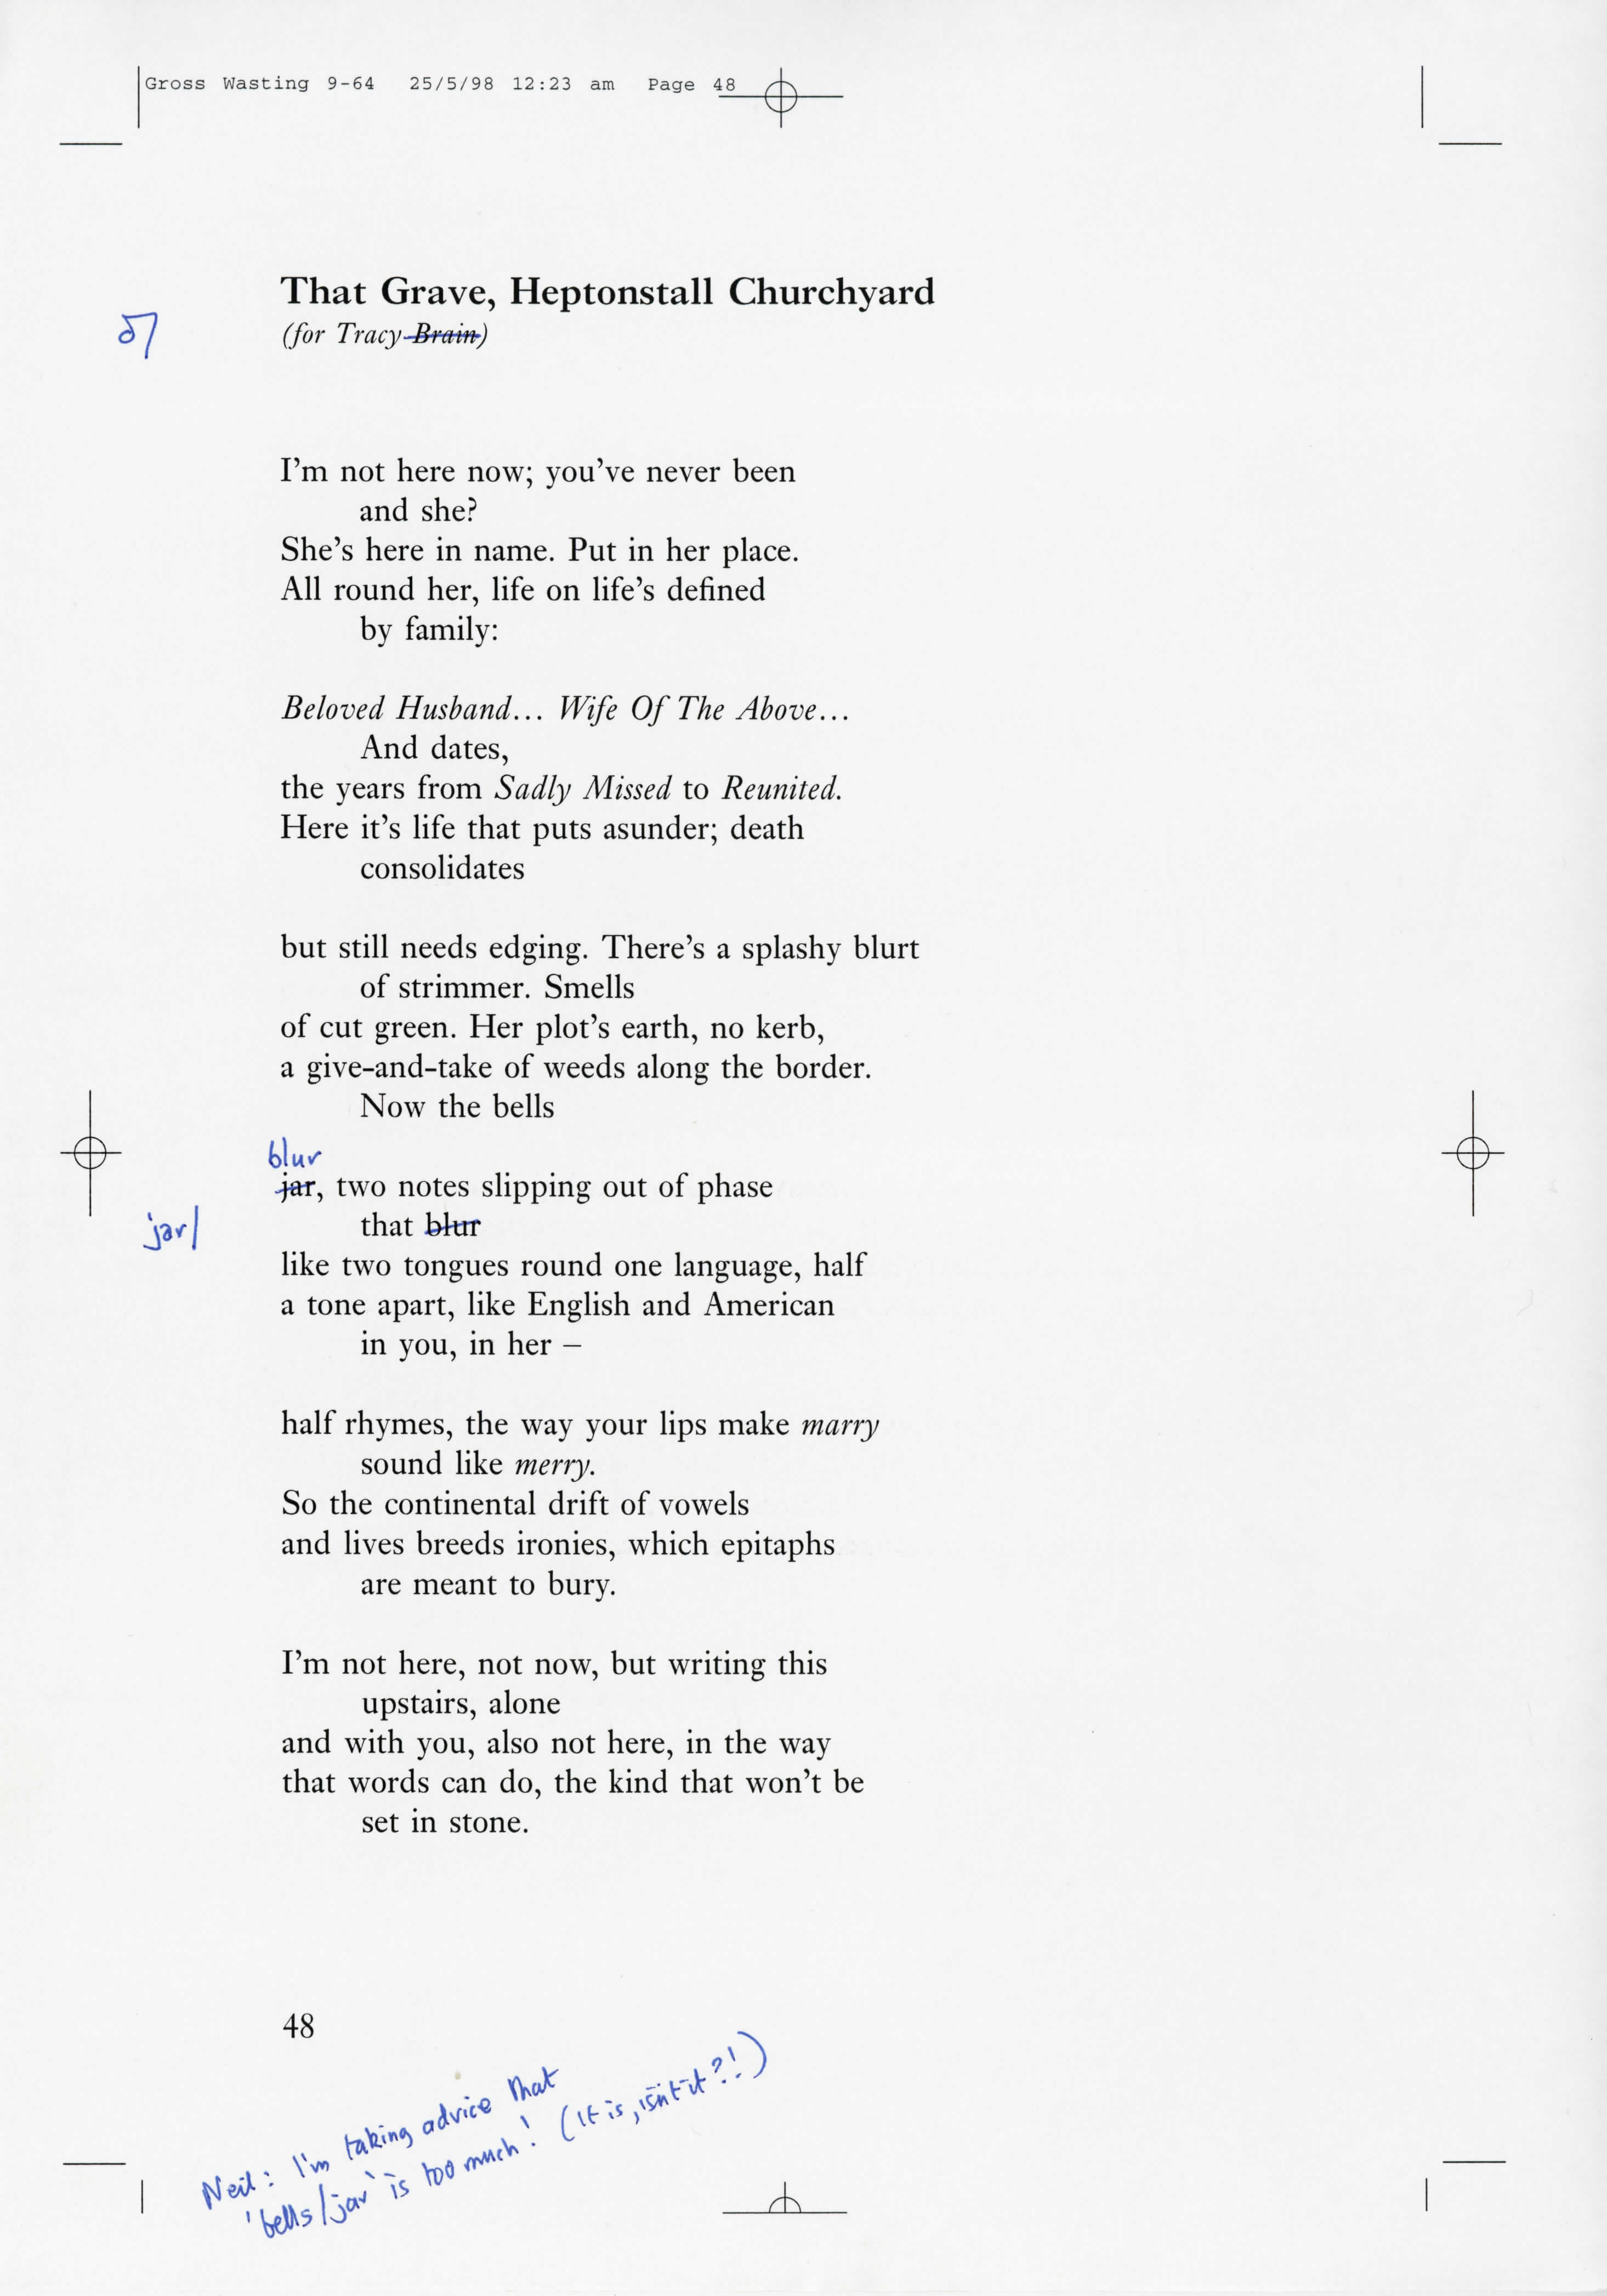 Gross Wasting 9-64 25/5/98 12:23 am Page 48
That Grave, Heptonstall Churchyard
(for Tracy Brain)
I'm not here now; you've never been
and she?
She's here in name. Put in her place.
All round her, life on life's defined
by family:
Beloved Husband... Wife Of The Above...
And dates,
the years from Sadly Missed to Reunited.
Here it's life that puts asunder; death
consolidates
but still needs edging. There's a splashy blurt
of strimmer. Smells
of cut green. Her plot's earth, no kerb,
a give-and-take of weeds along the border.
Now the bells
blur
jar, two notes slipping out of phase
that blur
jar/
like two tongues round one language, half
a tone apart, like English and American
in you, in her –
half rhymes, the way your lips make marry
sound like merry.
So the continental drift of vowels
and lives breeds ironies, which epitaphs
are meant to bury.
I'm not here, not now, but writing this
upstairs, alone
and with you, also not here, in the way
that words can do, the kind that won't be
set in stone.
48
Neil: I'm taking advice that
'bells/jar' is too much! (It is, isn't it?!)